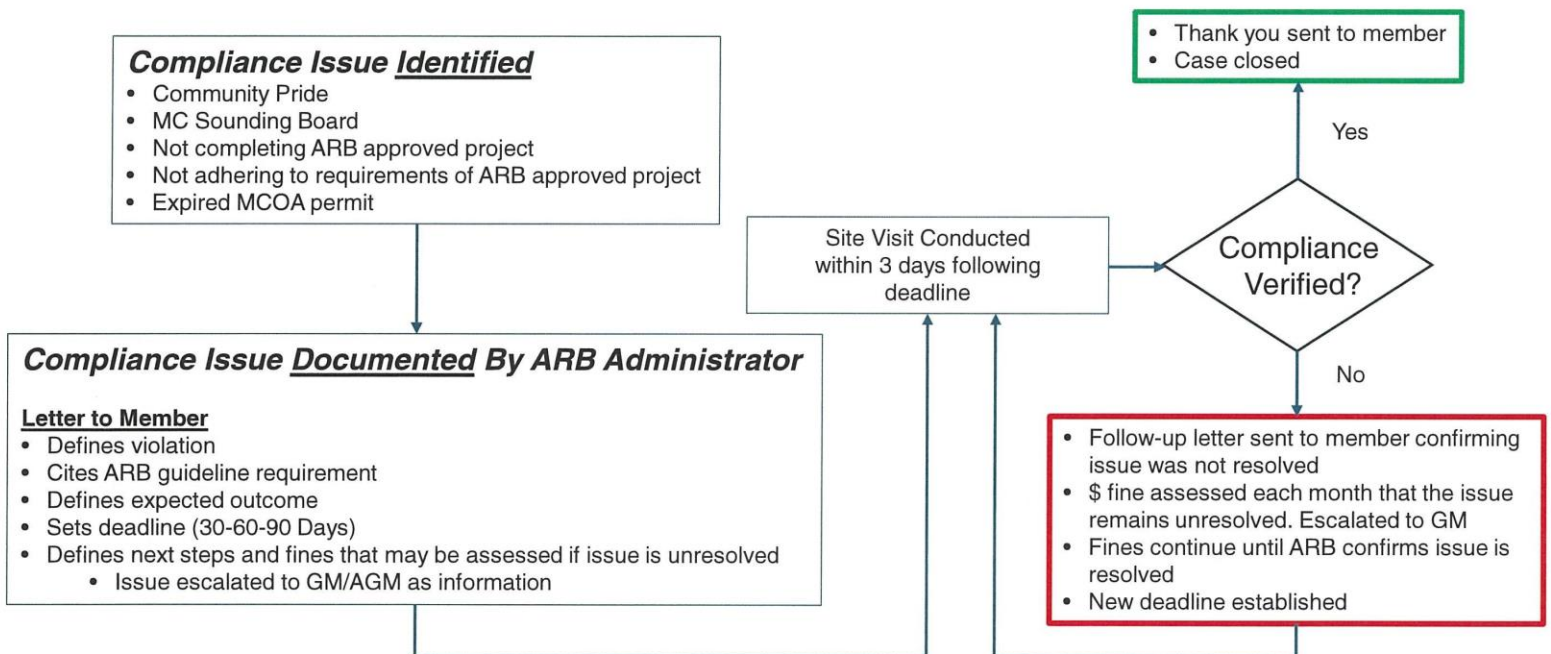 Compliance Issue Identified
• Community Pride
• MC Sounding Board
• Not completing ARB approved project
• Not adhering to requirements of ARB approved project
• Expired MCOA permit
Compliance Issue Documented By ARB Administrator
Letter to Member
• Defines violation
• Cites ARB guideline requirement
• Defines expected outcome
• Sets deadline (30-60-90 Days)
• Defines next steps and fines that may be assessed if issue is unresolved
• Issue escalated to GM/AGM as information
Site Visit Conducted
within 3 days following
deadline
Compliance
Verified?
Yes
• Thank you sent to member
• Case closed
No
• Follow-up letter sent to member confirming
issue was not resolved
• $ fine assessed each month that the issue
remains unresolved. Escalated to GM
• Fines continue until ARB confirms issue is
resolved
• New deadline established